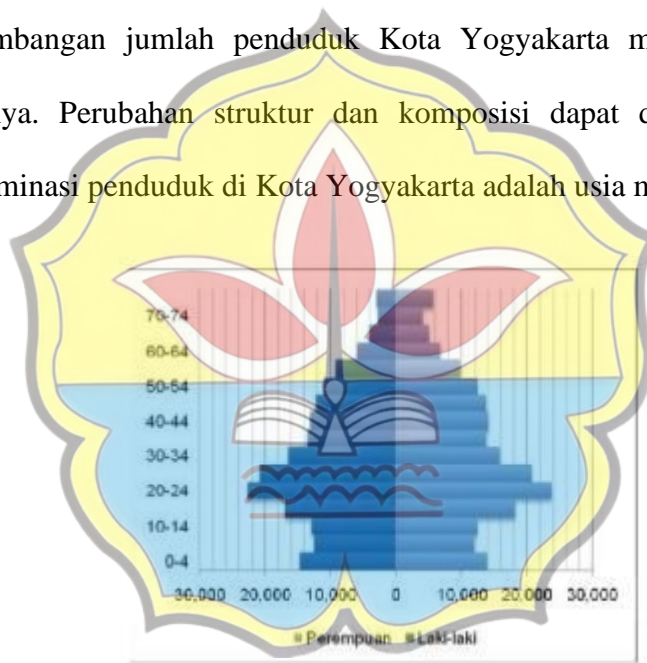 mbangan jumlah penduduk Kota Yogyakarta m
ya. Perubahan struktur dan komposisi dapat d
minasi penduduk di Kota Yogyakarta adalah usia n
70-74
60-64
50-54
40-44
30-34
20-24
10-14
0-4
30,000 20,000 10,000 0 10,000 20,000 30,000
Perempuan Laki-laki